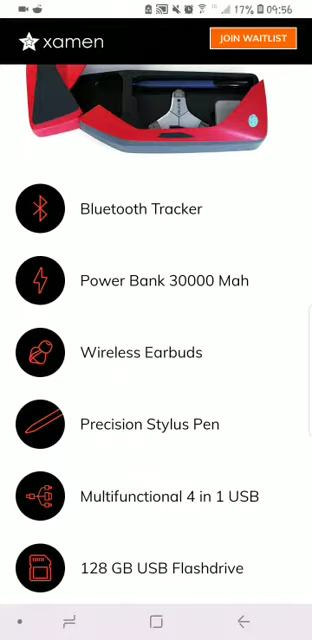 17% 09:56
xamen
JOIN WAITLIST
Bluetooth Tracker
Power Bank 30000 Mah
Wireless Earbuds
Precision Stylus Pen
Multifunctional 4 in 1 USB
128 GB USB Flashdrive